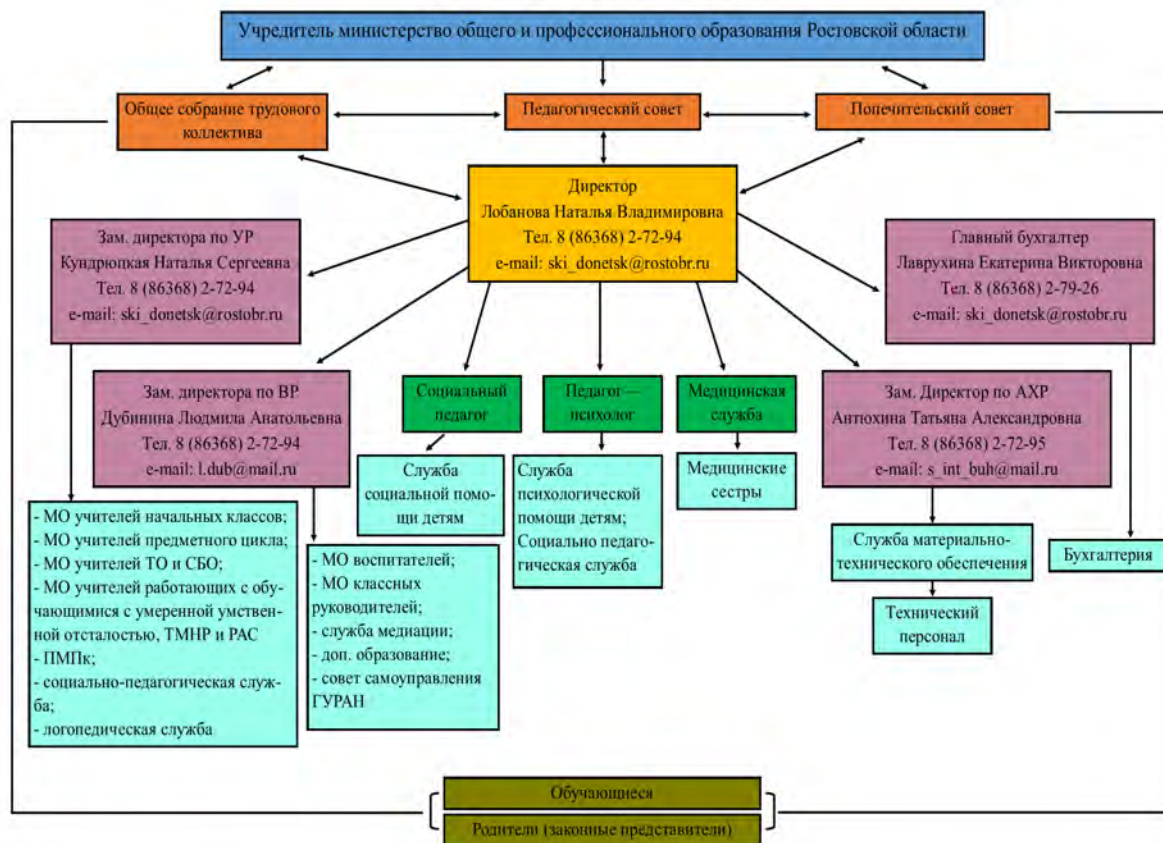 Учредитель министерство общего и профессионального образования Ростовской области
Общее собрание трудового
коллектива
Педагогический совет
Попечительский совет
Директор
Лобанова Наталья Владимировна
Тел. 8 (86368) 2-72-94
e-mail: ski_donetsk@rostobr.ru
Зам. директора по УР
Кундрюцкая Наталья Сергеевна
Тел. 8 (86368) 2-72-94
e-mail: ski_donetsk@rostobr.ru
Главный бухгалтер
Лаврухина Екатерина Викторовна
Тел. 8 (86368) 2-79-26
e-mail: ski_donetsk@rostobr.ru
Зам. директора по ВР
Дубинина Людмила Анатольевна
Тел. 8 (86368) 2-72-94
e-mail: l.dub@mail.ru
Социальный
педагог
Педагог—
психолог
Медицинская
служба
Зам. Директор по АХР
Антюхина Татьяна Александровна
Тел. 8 (86368) 2-72-95
e-mail: s_int_buh@mail.ru
Служба
социальной помо-
щи детям
Служба
психологической
помощи детям;
Социально педаго-
гическая служба
Медицинские
сестры
- МО учителей начальных классов;
- МО учителей предметного цикла;
- МО учителей ТО и СБО;
- МО учителей работающих с обу-
чающимися с умеренной умствен-
ной отсталостью, ТМНР и РАС
- ПМПк;
- социально-педагогическая служ-
ба;
- логопедическая служба
- МО воспитателей;
- МО классных
руководителей;
- служба медиации;
- доп. образование;
- совет самоуправления
ГУРАН
Служба материально-
технического обеспечения
Бухгалтерия
Технический
персонал
Обучающиеся
Родители (законные представители)